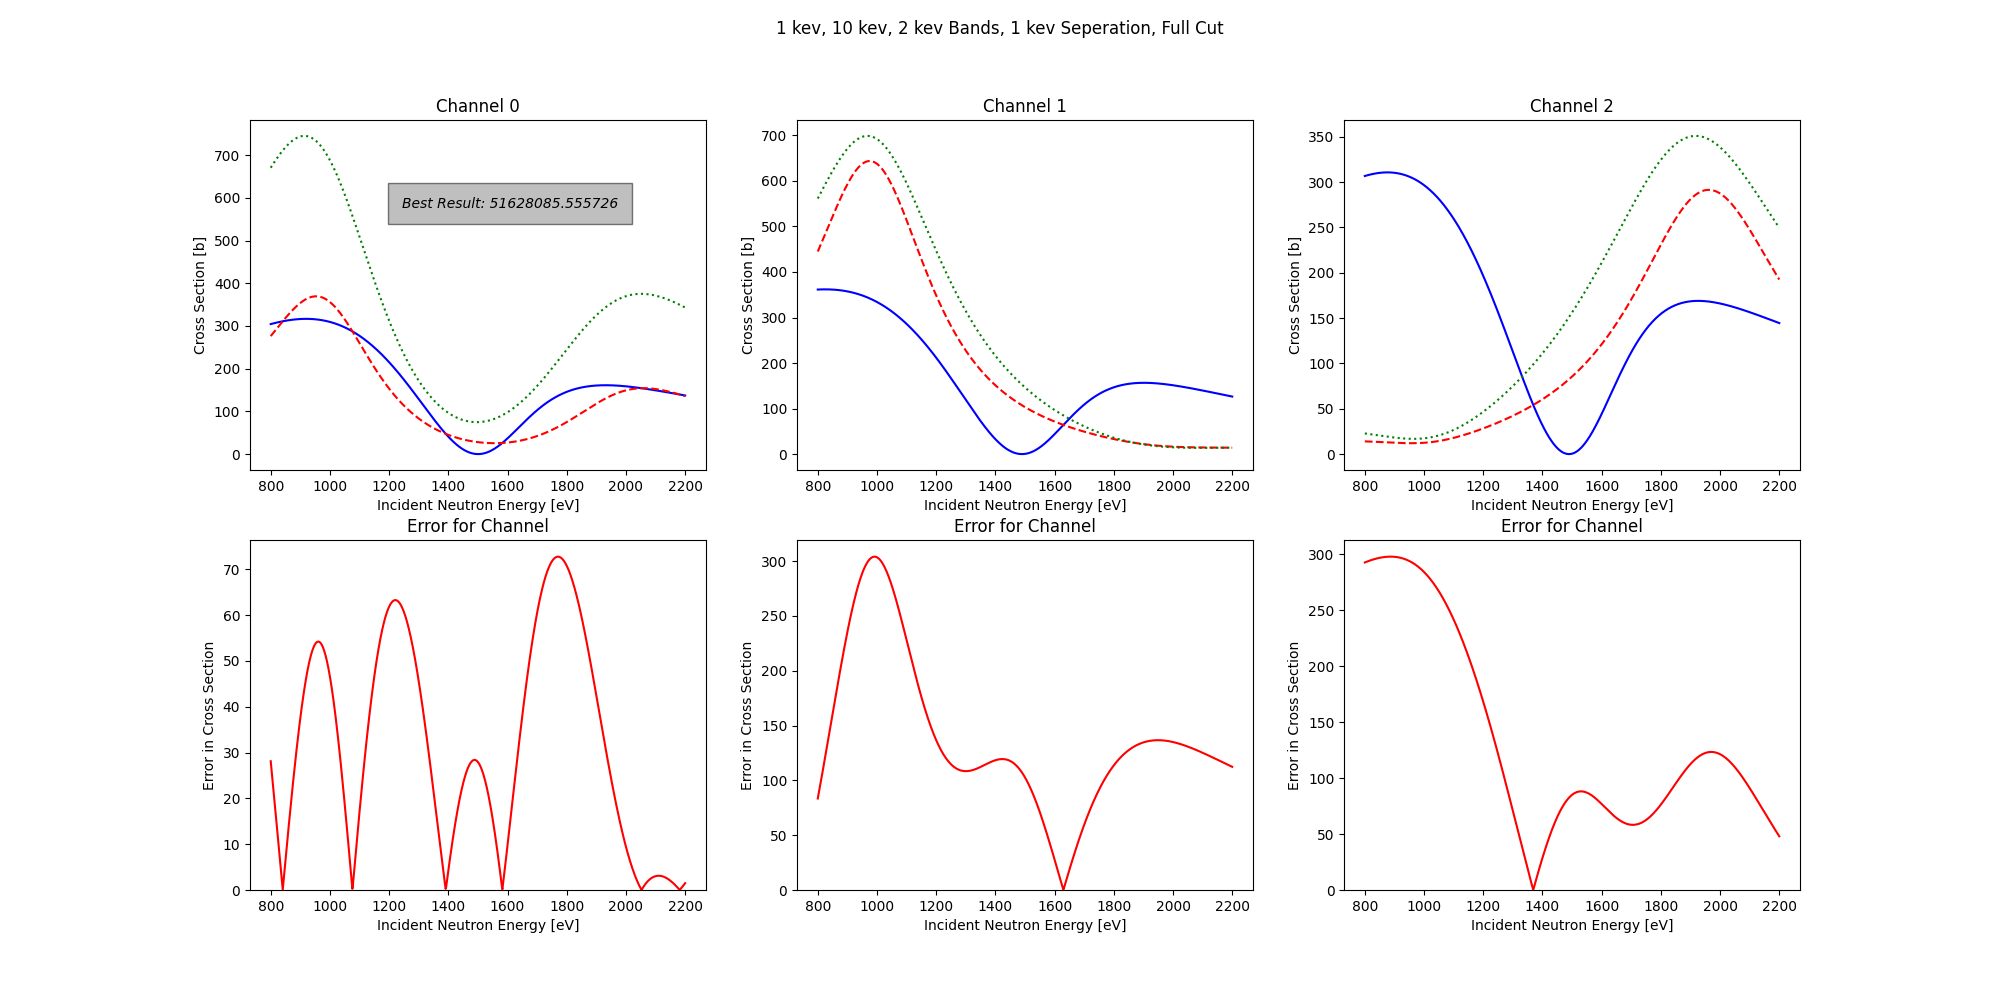 1 kev, 10 kev, 2 kev Bands, 1 kev Seperation, Full Cut
Channel 0
Cross Section [b]
700
600
500
400
300
200
100
0
Best Result: 51628085.555726
800 1000 1200 1400 1600 1800 2000 2200
Incident Neutron Energy [eV]
Channel 1
Cross Section [b]
700
600
500
400
300
200
100
0
800 1000 1200 1400 1600 1800 2000 2200
Incident Neutron Energy [eV]
Channel 2
Cross Section [b]
350
300
250
200
150
100
50
0
800 1000 1200 1400 1600 1800 2000 2200
Incident Neutron Energy [eV]
Error for Channel
Error in Cross Section
70
60
50
40
30
20
10
0
800 1000 1200 1400 1600 1800 2000 2200
Incident Neutron Energy [eV]
Error for Channel
Error in Cross Section
300
250
200
150
100
50
0
800 1000 1200 1400 1600 1800 2000 2200
Incident Neutron Energy [eV]
Error for Channel
Error in Cross Section
300
250
200
150
100
50
0
800 1000 1200 1400 1600 1800 2000 2200
Incident Neutron Energy [eV]